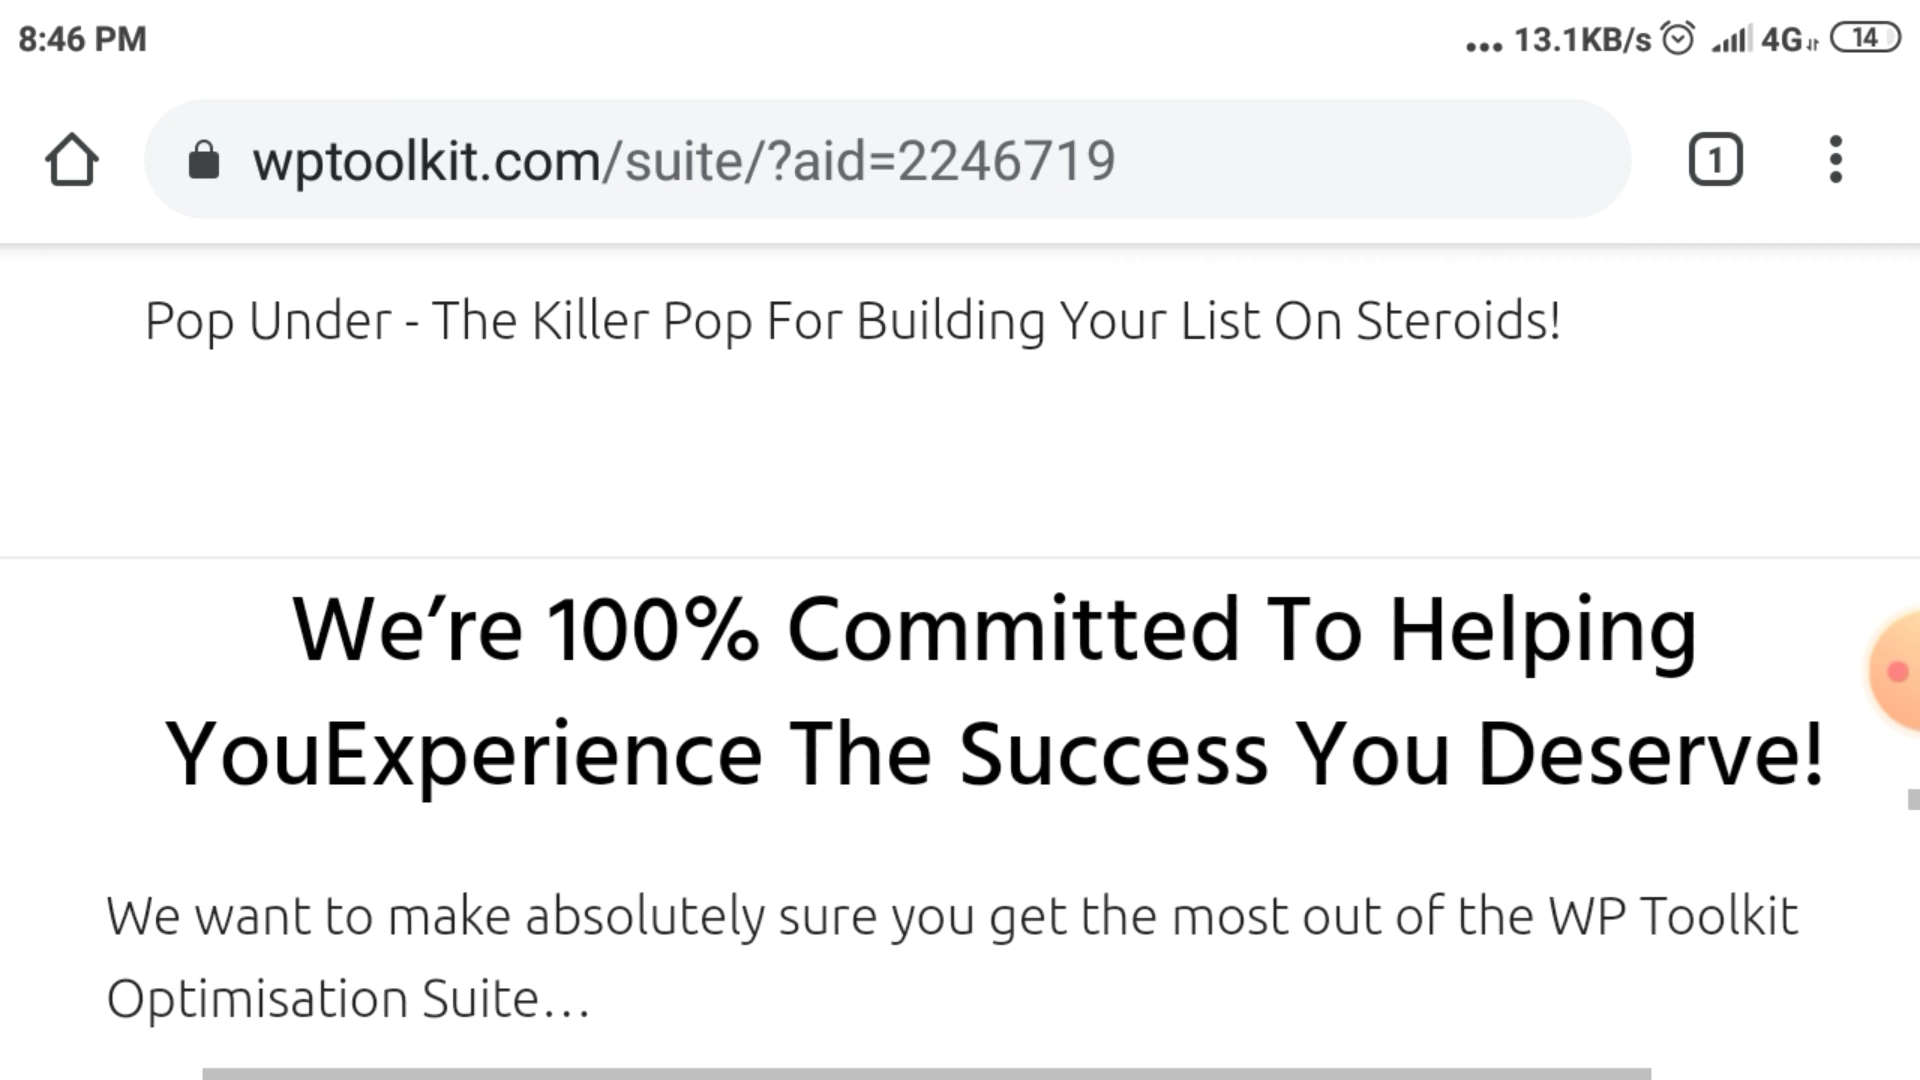 8:46 PM ... 13.1KB/s 4G 14
wptoolkit.com/suite/?aid=2246719 1
Pop Under - The Killer Pop For Building Your List On Steroids!
We’re 100% Committed To Helping
YouExperience The Success You Deserve!
We want to make absolutely sure you get the most out of the WP Toolkit
Optimisation Suite...